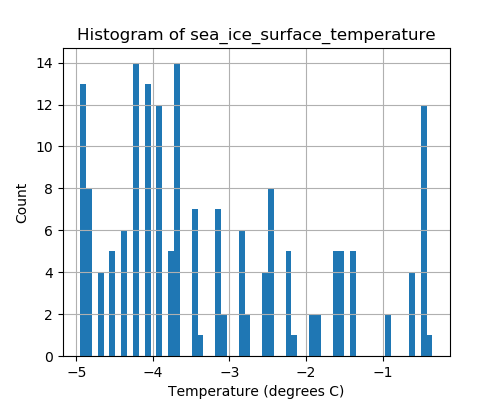 Histogram of sea_ice_surface_temperature
14
12
10
8
6
4
2
0
Count
−5 −4 −3 −2 −1
Temperature (degrees C)